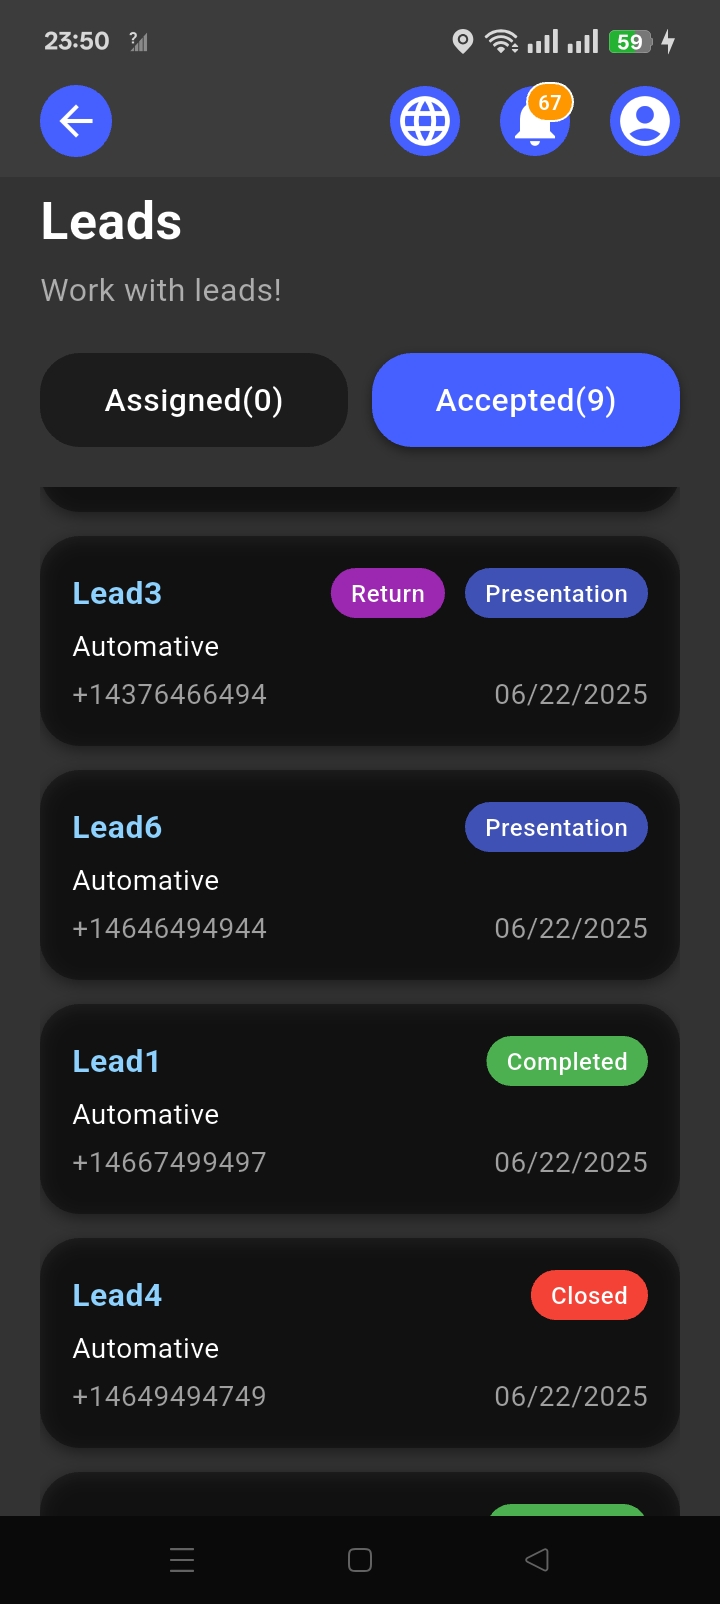 23:50
?
59
67
Leads
Work with leads!
Assigned(0)
Accepted(9)
Lead3
Return
Presentation
Automative
+14376466494
06/22/2025
Lead6
Presentation
Automative
+14646494944
06/22/2025
Lead1
Completed
Automative
+14667499497
06/22/2025
Lead4
Closed
Automative
+14649494749
06/22/2025